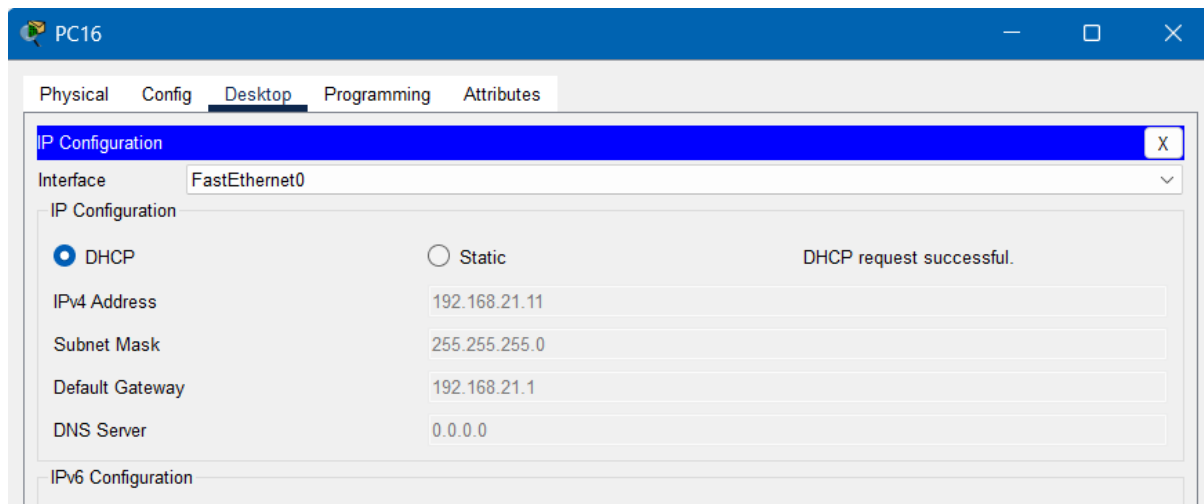 PC16
Physical Config Desktop Programming Attributes
IP Configuration X
Interface FastEthernet0
IP Configuration
DHCP Static DHCP request successful.
IPv4 Address 192.168.21.11
Subnet Mask 255.255.255.0
Default Gateway 192.168.21.1
DNS Server 0.0.0.0
IPv6 Configuration